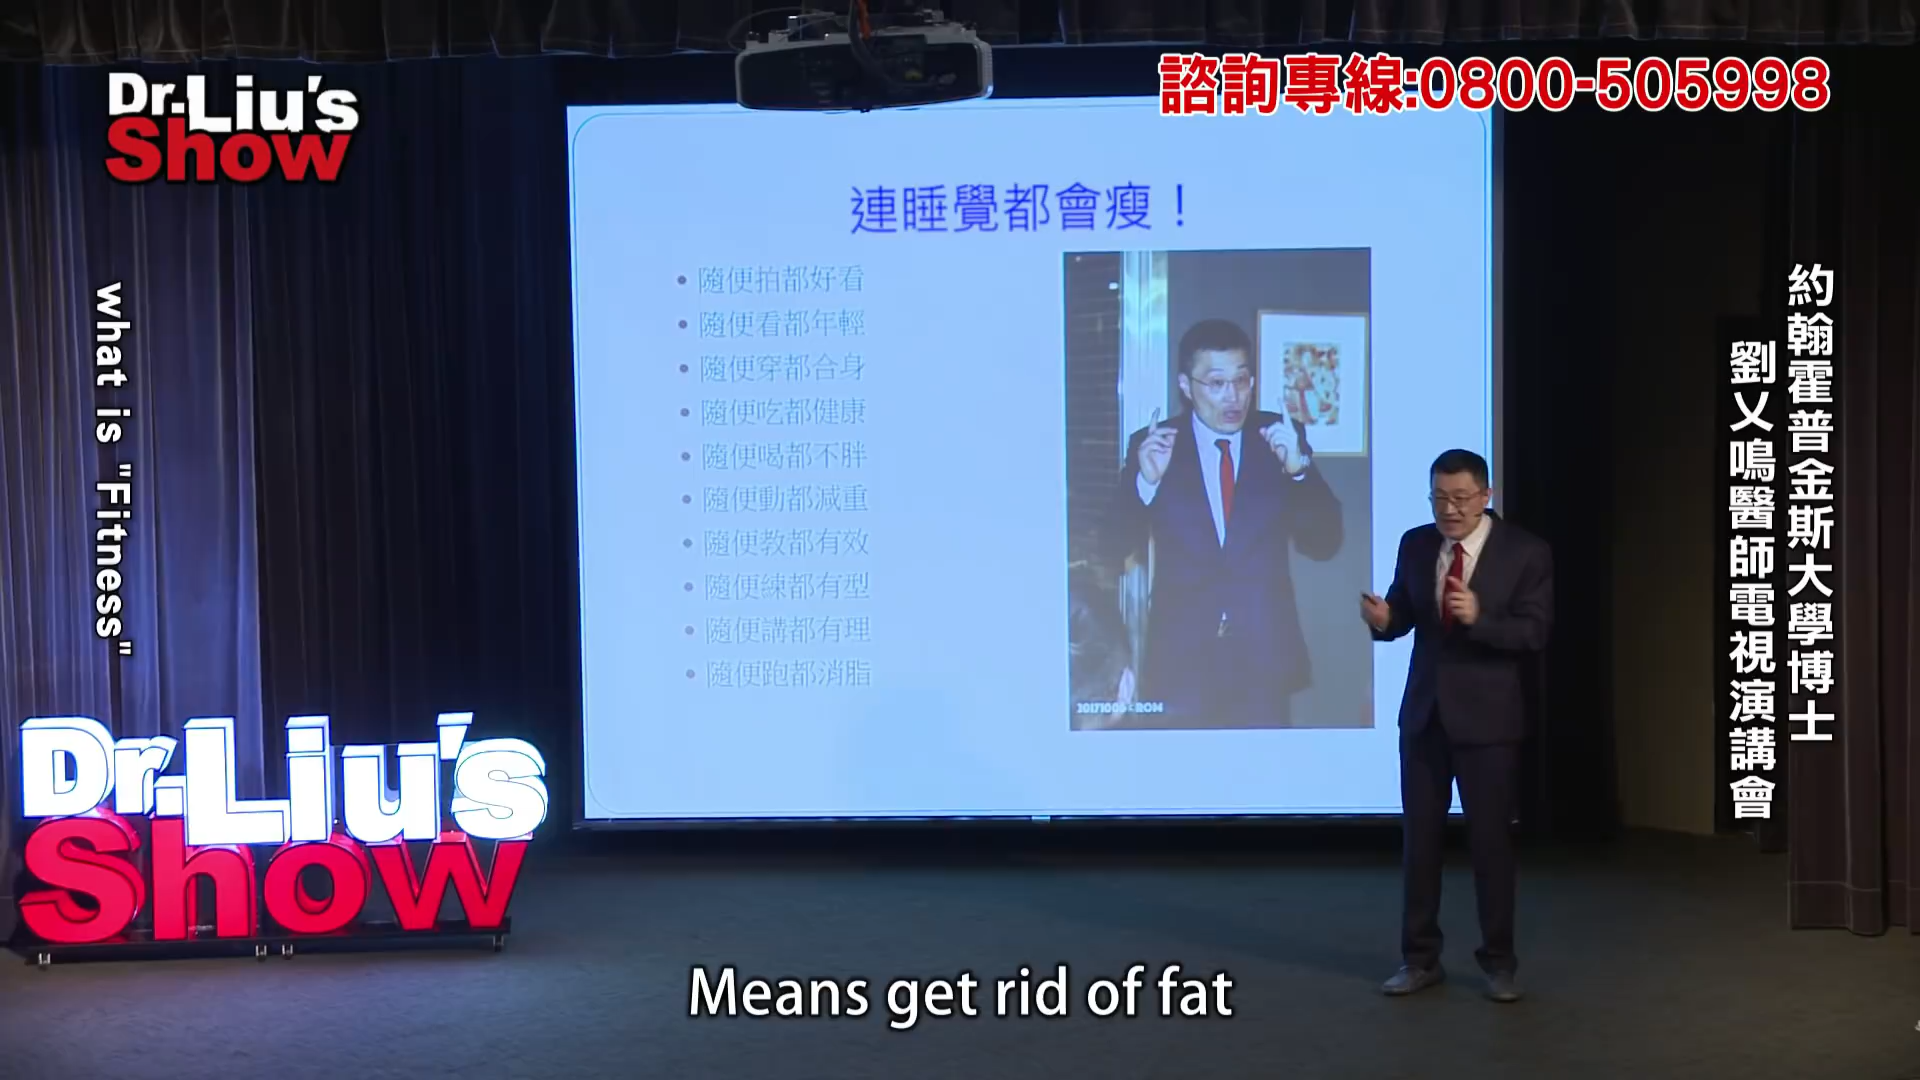 Dr.Liu's
Show
諮詢專線:0800-505998
連睡覺都會瘦！
• 隨便拍都好看
• 隨便看都年輕
• 隨便穿都合身
• 隨便吃都健康
• 隨便喝都不胖
• 隨便動都減重
• 隨便教都有效
• 隨便練都有型
• 隨便講都有理
• 隨便跑都消脂
what is "Fitness"
約翰霍普金斯大學博士
劉乂鳴醫師電視演講會
Dr.Liu's
Show
Means get rid of fat